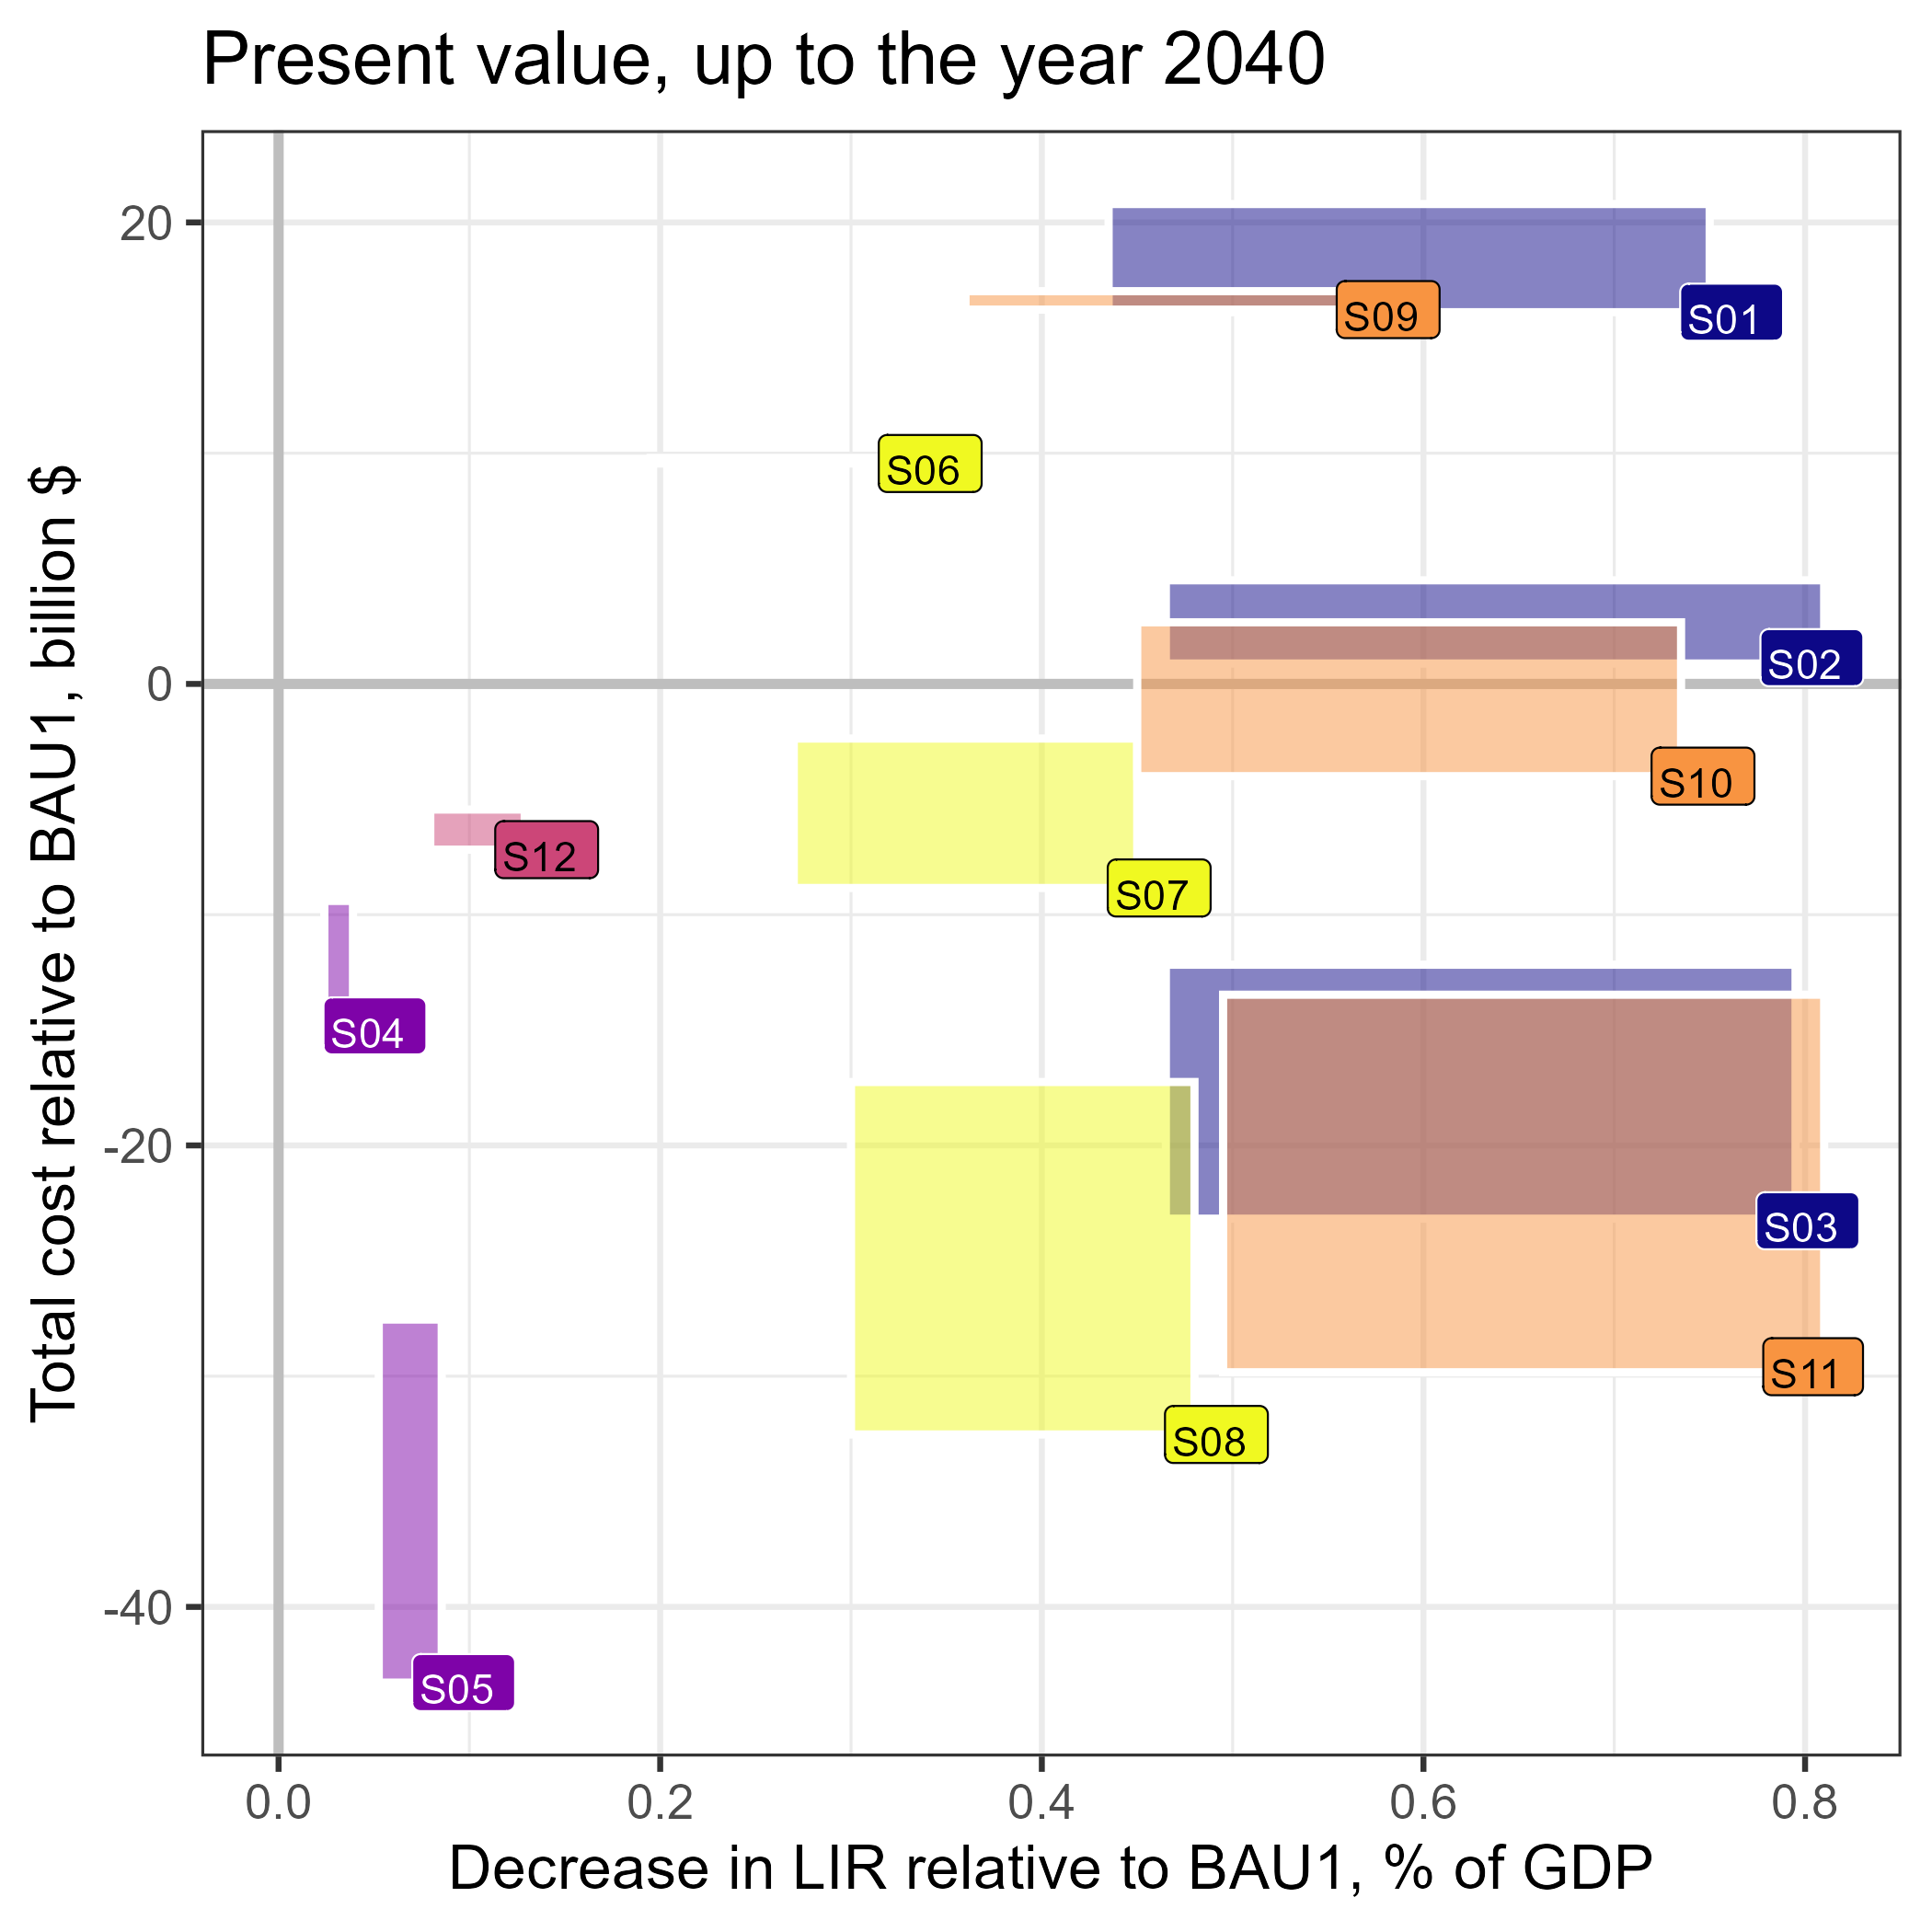 Present value, up to the year 2040
Total cost relative to BAU1, billion $
20
0
-20
-40
S09
S01
S06
S02
S10
S12
S07
S04
S03
S11
S08
S05
0.0
0.2
0.4
0.6
0.8
Decrease in LIR relative to BAU1, % of GDP